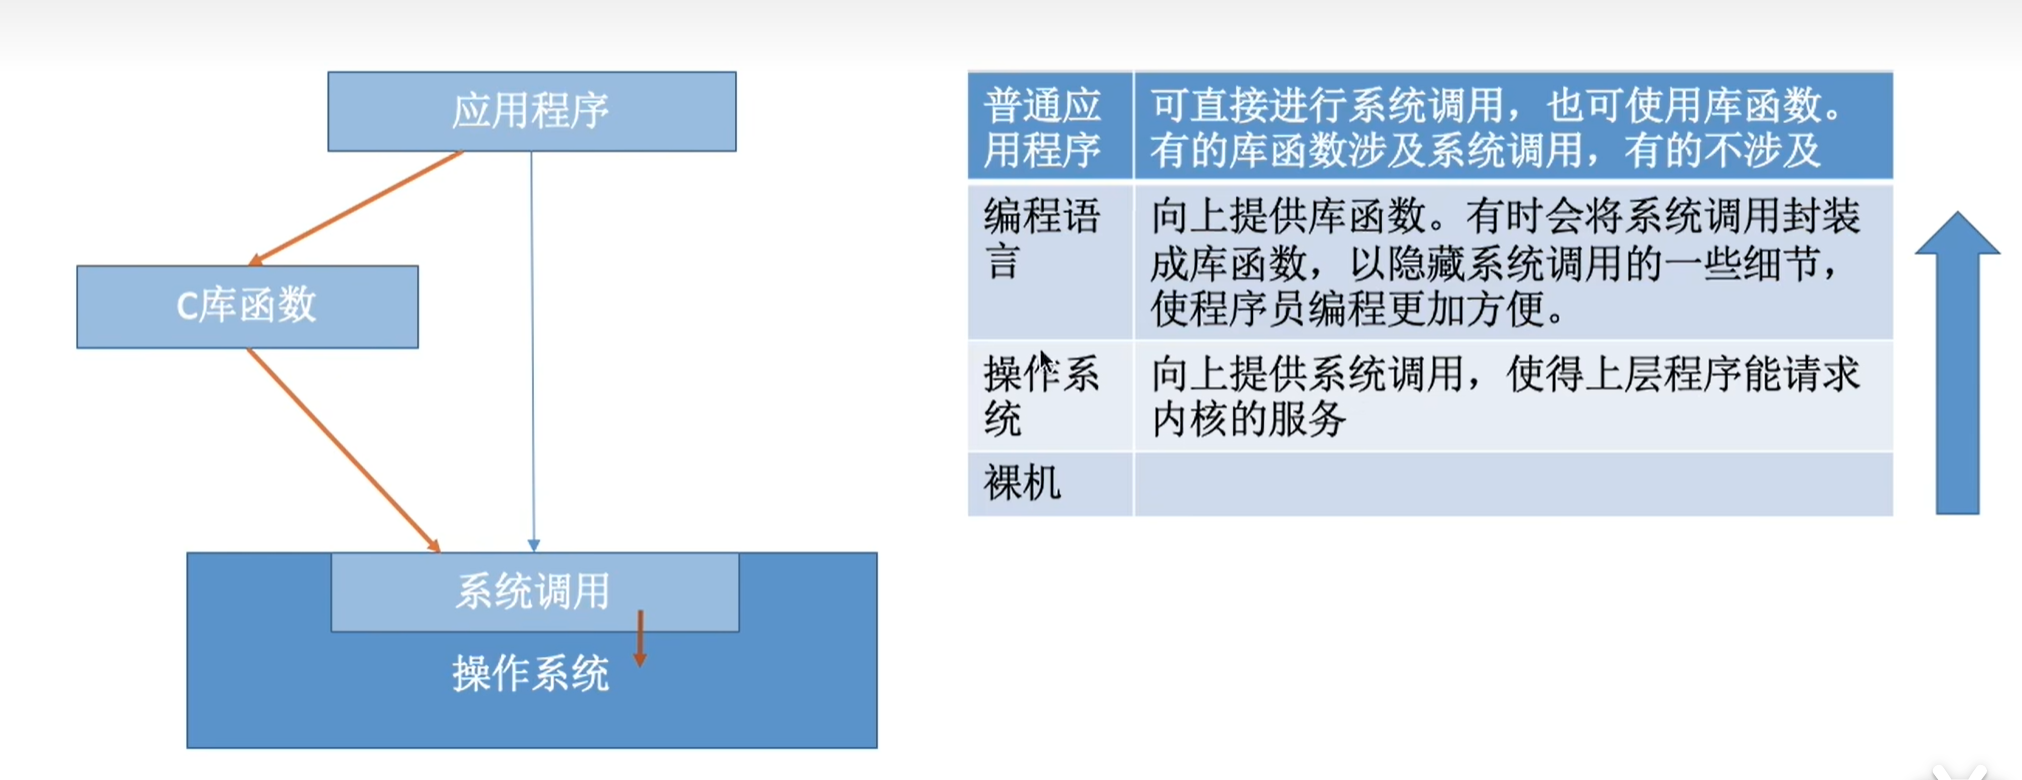 应用程序
C库函数
系统调用
操作系统
普通应
用程序
可直接进行系统调用，也可使用库函数。
有的库函数涉及系统调用，有的不涉及
编程语
言
向上提供库函数。有时会将系统调用封装
成库函数，以隐藏系统调用的一些细节，
使程序员编程更加方便。
操作系
统
向上提供系统调用，使得上层程序能请求
内核的服务
裸机